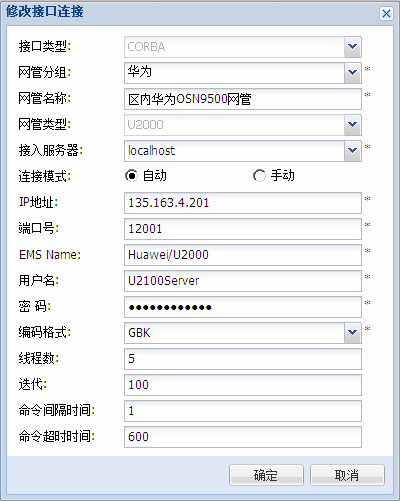 修改接口连接
接口类型: CORBA
网管分组: 华为 *
网管名称: 区内华为OSN9500网管 *
网管类型: U2000
接入服务器: localhost *
连接模式: 自动 手动
IP地址: 135.163.4.201 *
端口号: 12001 *
EMS Name: Huawei/U2000 *
用户名: U2100Server *
密 码: ●●●●●●●●●●●● *
编码格式: GBK *
线程数: 5
迭代: 100
命令间隔时间: 1
命令超时时间: 600
确定 取消